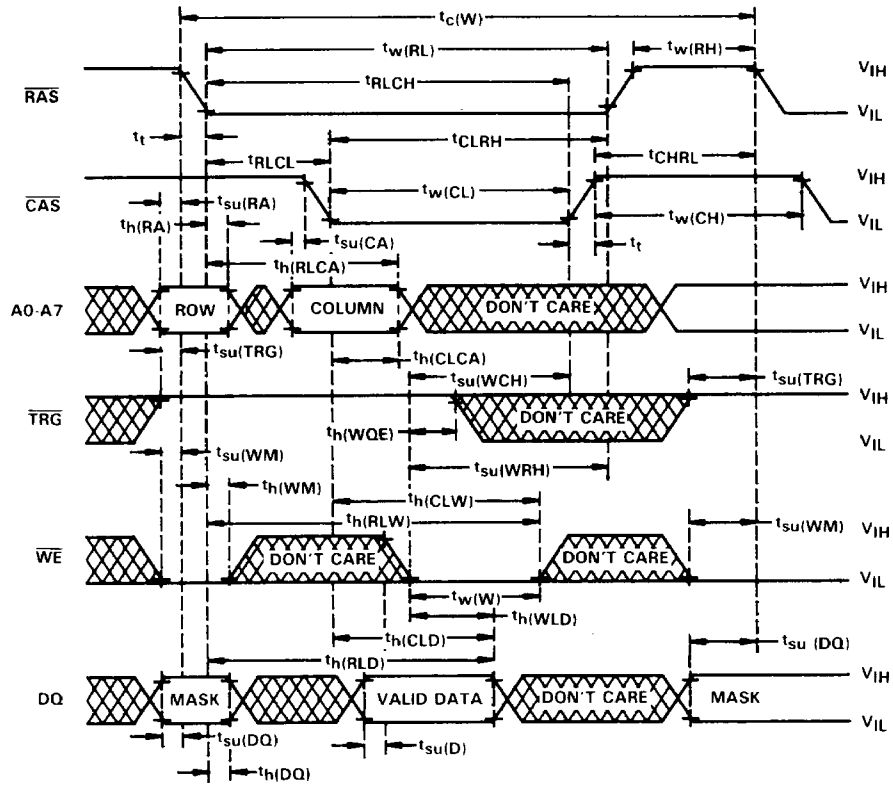 tc(W)
tw(RL)
tw(RH)
tRLCH
VIH
RAS
VIL
tt
tCLRH
tRLCL
tCHRL
VIH
CAS
tsu(RA)
tw(CL)
tw(CH)
VIL
th(RA)
tsu(CA)
tt
th(RLCA)
VIH
A0-A7
ROW
COLUMN
DON'T CARE
VIL
tsu(TRG)
th(CLCA)
tsu(WCH)
tsu(TRG)
VIH
TRG
DON'T CARE
VIL
th(WQE)
tsu(WM)
tsu(WRH)
th(WM)
th(CLW)
th(RLW)
tsu(WM)
VIH
WE
DON'T CARE
DON'T CARE
VIL
tw(W)
th(WLD)
th(CLD)
tsu (DQ)
th(RLD)
VIH
DQ
MASK
VALID DATA
DON'T CARE
MASK
VIL
tsu(DQ)
tsu(D)
th(DQ)